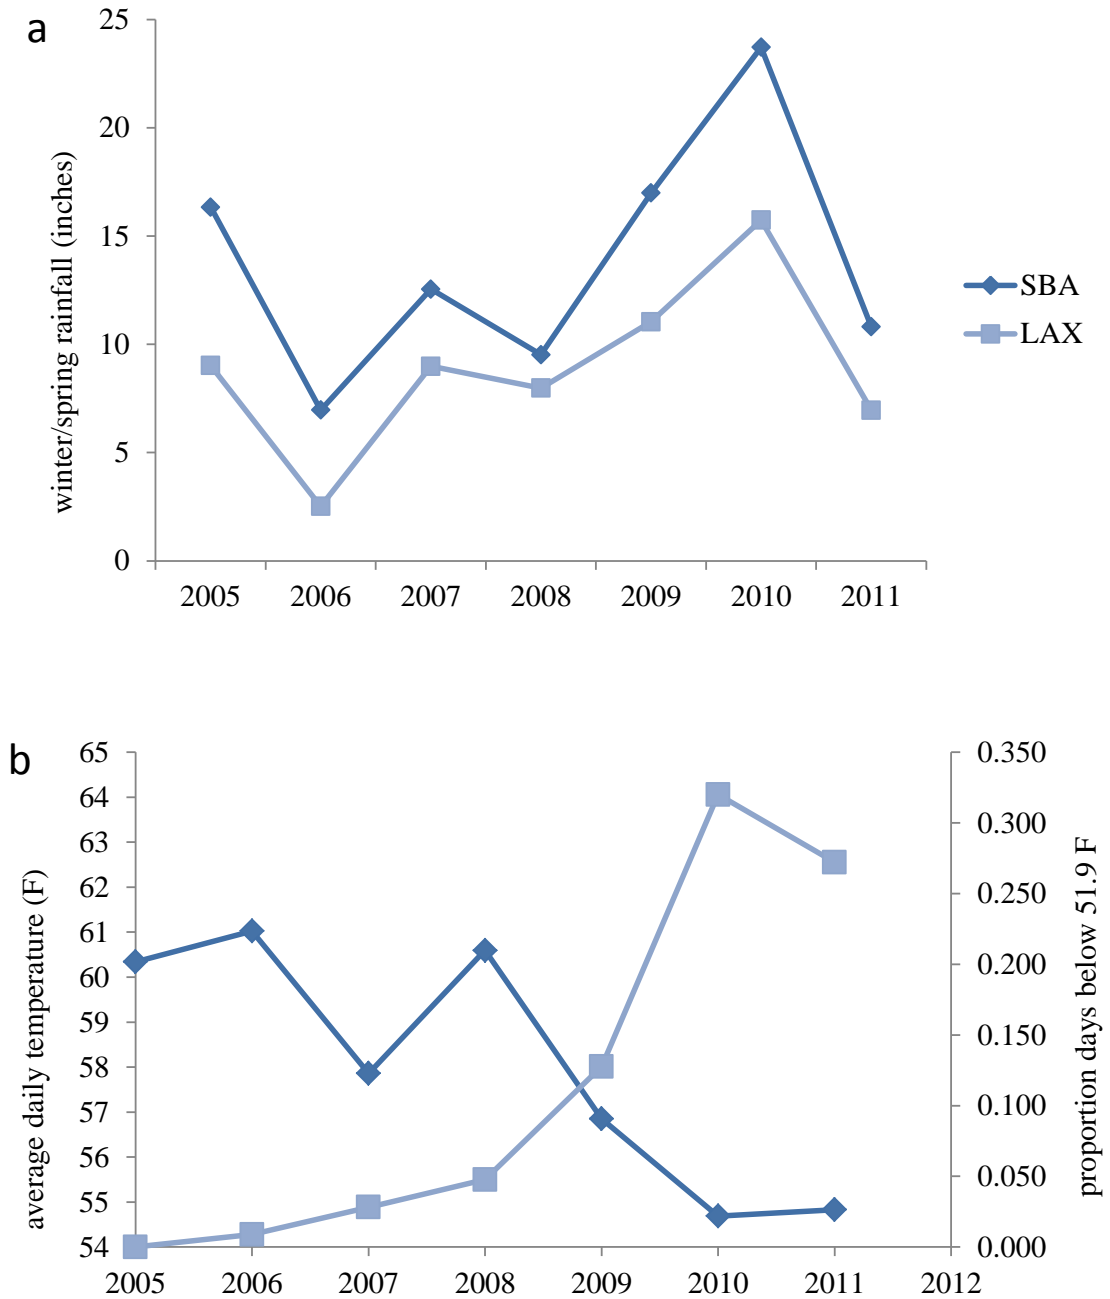 a
winter/spring rainfall (inches)
25
20
15
10
5
0
2005 2006 2007 2008 2009 2010 2011
SBA
LAX
b
average daily temperature (F)
65
64
63
62
61
60
59
58
57
56
55
54
0.350
0.300
0.250
0.200
0.150
0.100
0.050
0.000
proportion days below 51.9 F
2005 2006 2007 2008 2009 2010 2011 2012